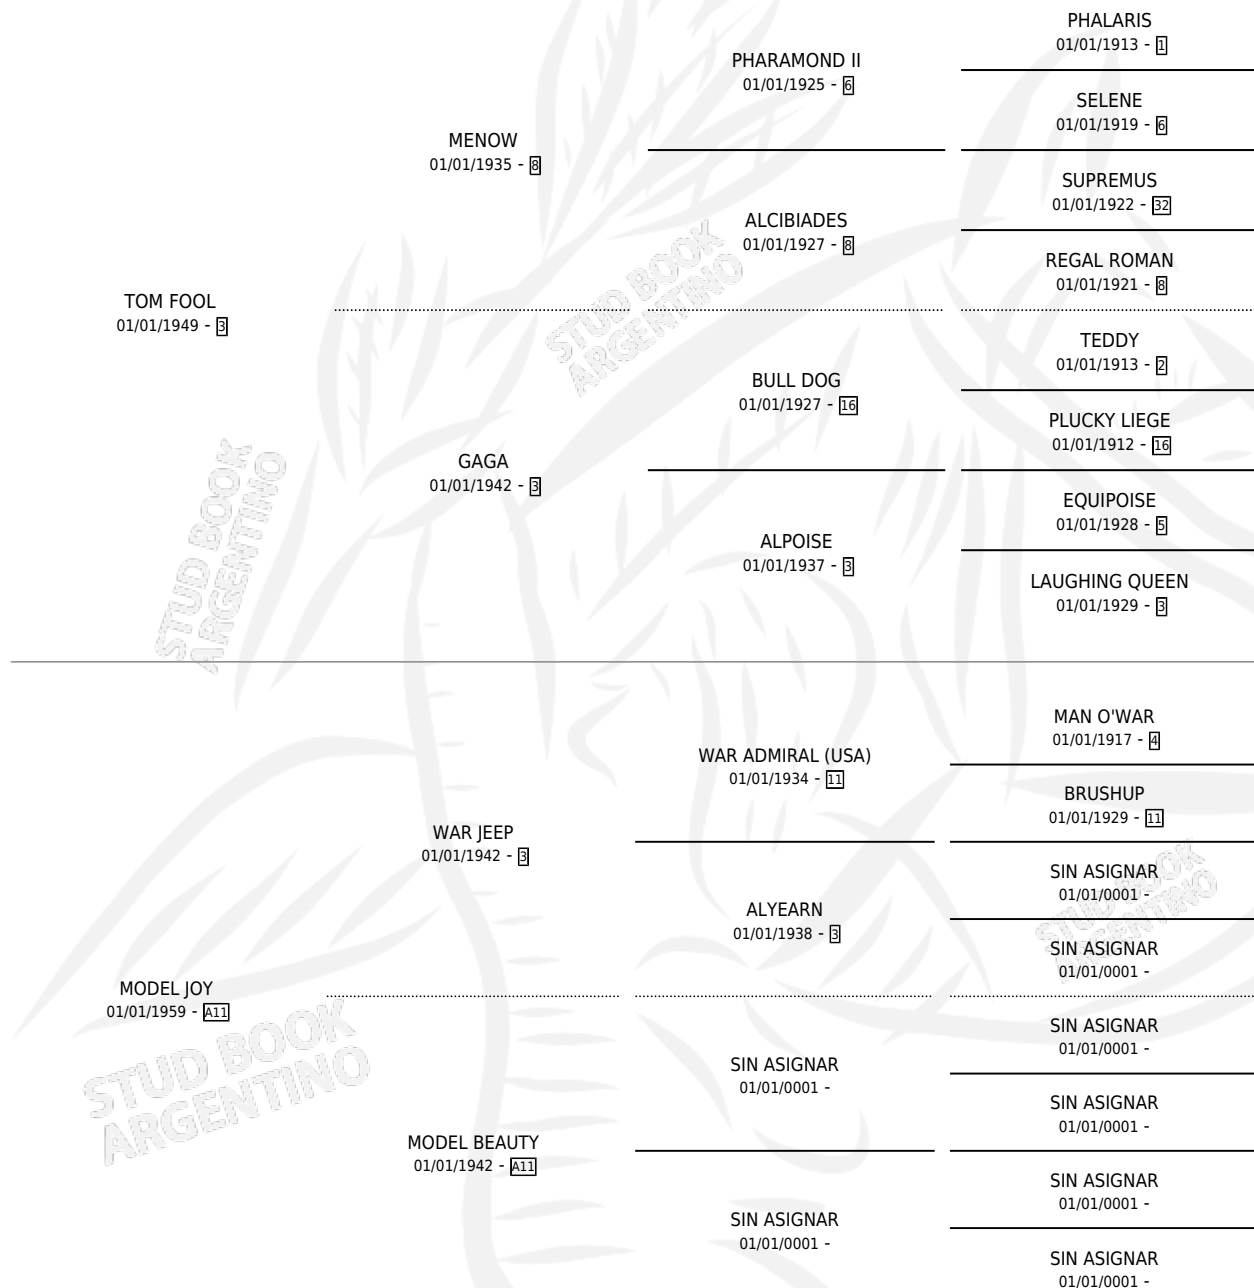 PHALARIS
01/01/1913 - 1
PHARAMOND II
01/01/1925 - 6
SELENE
01/01/1919 - 6
MENOW
01/01/1935 - 8
SUPREMUS
01/01/1922 - 32
ALCIBIADES
01/01/1927 - 8
REGAL ROMAN
01/01/1921 - 8
TOM FOOL
01/01/1949 - 3
TEDDY
01/01/1913 - 2
BULL DOG
01/01/1927 - 16
PLUCKY LIEGE
01/01/1912 - 16
GAGA
01/01/1942 - 3
EQUIPOISE
01/01/1928 - 5
ALPOISE
01/01/1937 - 3
LAUGHING QUEEN
01/01/1929 - 3
STUD BOOK
ARGENTINO
STUD BOOK
ARGENTINO
MAN O'WAR
01/01/1917 - 4
WAR ADMIRAL (USA)
01/01/1934 - 11
BRUSHUP
01/01/1929 - 11
WAR JEEP
01/01/1942 - 3
SIN ASIGNAR
01/01/0001 -
ALYEARN
01/01/1938 - 3
SIN ASIGNAR
01/01/0001 -
MODEL JOY
01/01/1959 - A11
SIN ASIGNAR
01/01/0001 -
SIN ASIGNAR
01/01/0001 -
SIN ASIGNAR
01/01/0001 -
MODEL BEAUTY
01/01/1942 - A11
SIN ASIGNAR
01/01/0001 -
SIN ASIGNAR
01/01/0001 -
SIN ASIGNAR
01/01/0001 -
STUD BOOK
ARGENTINO
STUD BOOK
ARGENTINO